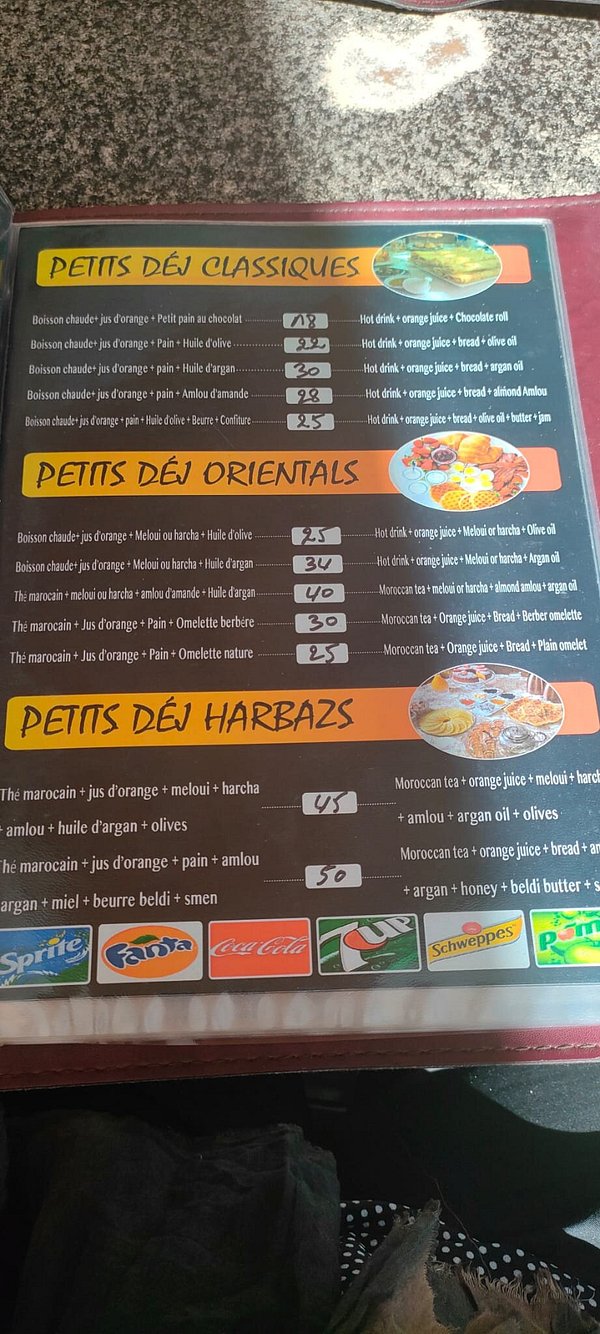 PETITS DÉJ CLASSIQUES
Boisson chaude+ jus d'orange + Petit pain au chocolat 18 Hot drink + orange juice + Chocolate roll
Boisson chaude+ jus d'orange + Pain + Huile d'olive 22 Hot drink + orange juice + bread + olive oil
Boisson chaude+ jus d'orange + pain + Huile d'argan 30 Hot drink + orange juice + bread + argan oil
Boisson chaude+ jus d'orange + pain + Amlou d'amande 28 Hot drink + orange juice + bread + almond Amlou
Boisson chaude+ jus d'orange + pain + Huile d'olive + Beurre + Confiture 25 Hot drink + orange juice + bread + olive oil + butter + jam
PETITS DÉJ ORIENTALS
Boisson chaude+ jus d'orange + Meloui ou harcha + Huile d'olive 25 Hot drink + orange juice + Meloui or harcha + Olive oil
Boisson chaude+ jus d'orange + Meloui ou harcha + Huile d'argan 34 Hot drink + orange juice + Meloui or harcha + Argan oil
Thé marocain + meloui ou harcha + amlou d'amande + Huile d'argan 40 Moroccan tea + meloui or harcha + almond amlou + argan oil
Thé marocain + Jus d'orange + Pain + Omelette berbére 30 Moroccan tea + Orange juice + Bread + Berber omelette
Thé marocain + Jus d'orange + Pain + Omelette nature 25 Moroccan tea + Orange juice + Bread + Plain omelet
PETITS DÉJ HARBAZS
Thé marocain + jus d'orange + meloui + harcha 45 Moroccan tea + orange juice + meloui +
+ amlou + huile d'argan + olives + amlou + argan oil + olives
Thé marocain + jus d'orange + pain + amlou 50 Moroccan tea + orange juice + bread +
argan + miel + beurre beldi + smen + argan + honey + beldi butter +
Sprite Fanta Coca-Cola 7UP SCHWEPPES